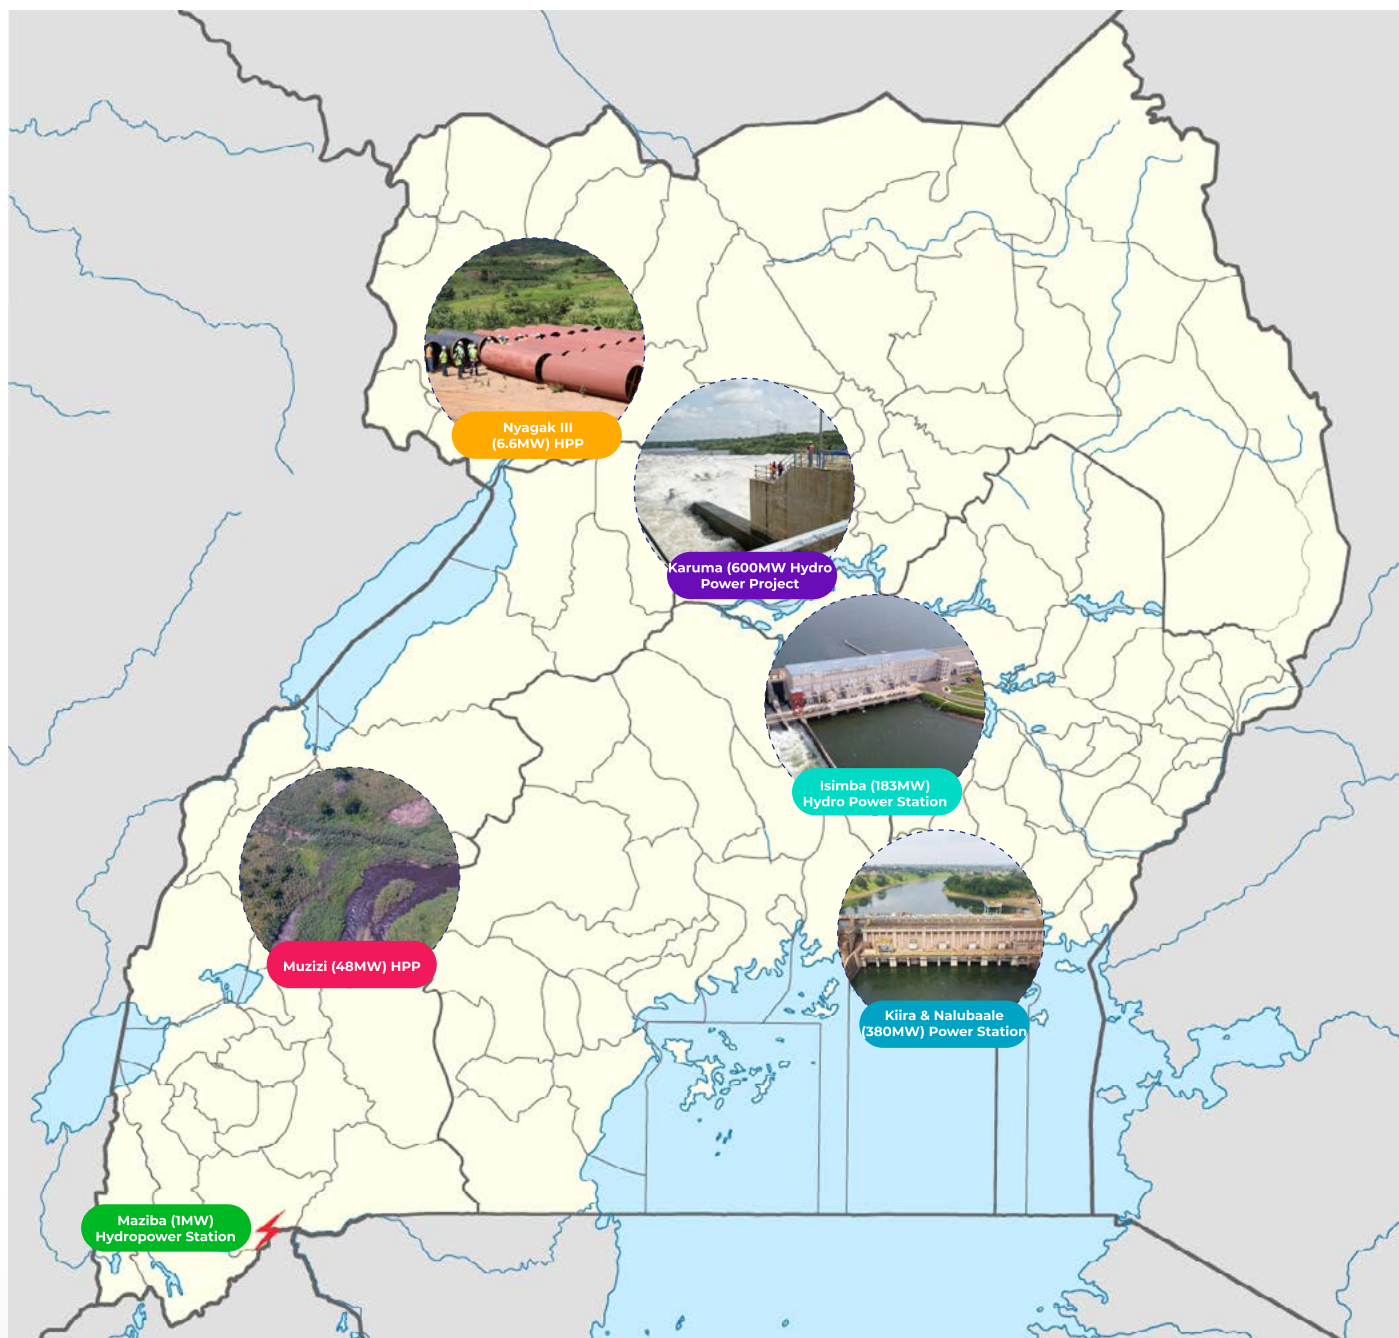 Nyagak III
(6.6MW) HPP
Karuma (600MW Hydro
Power Project
Isimba (183MW)
Hydro Power Station
Kiira & Nalubaale
(380MW) Power Station
Muzizi (48MW) HPP
Maziba (1MW)
Hydropower Station